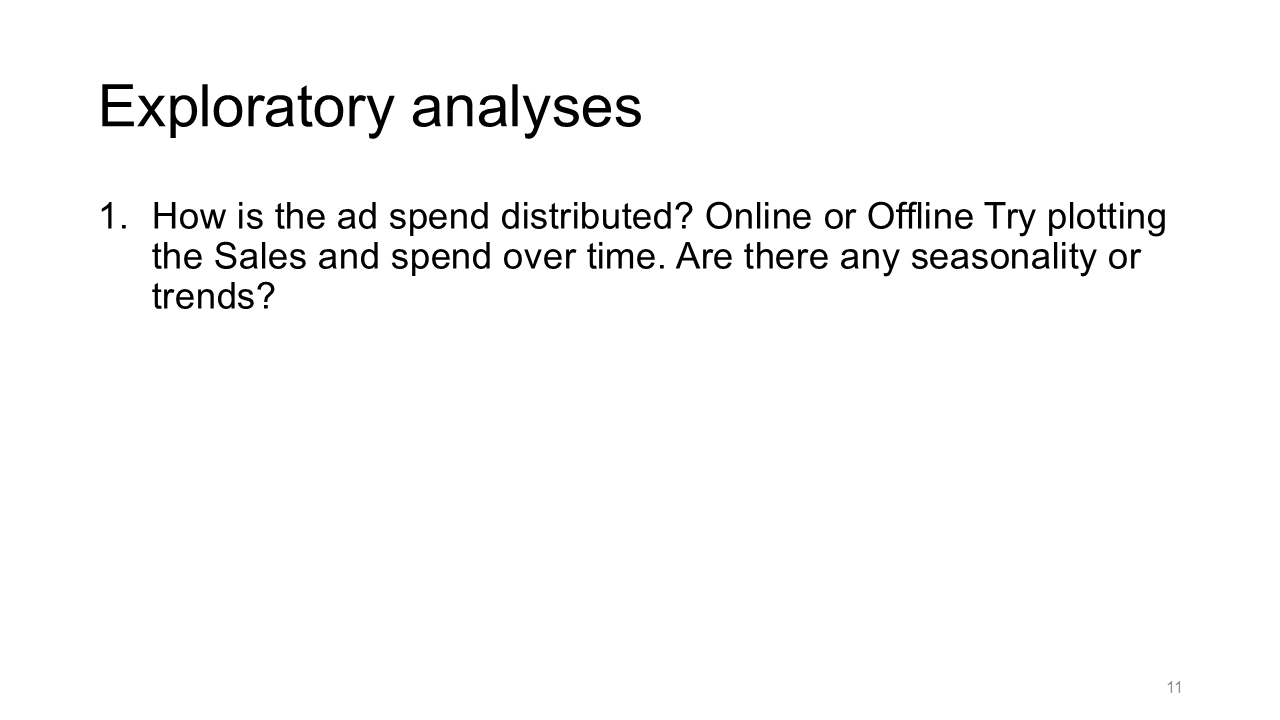 Exploratory analyses
1. How is the ad spend distributed? Online or Offline Try plotting
the Sales and spend over time. Are there any seasonality or
trends?
11